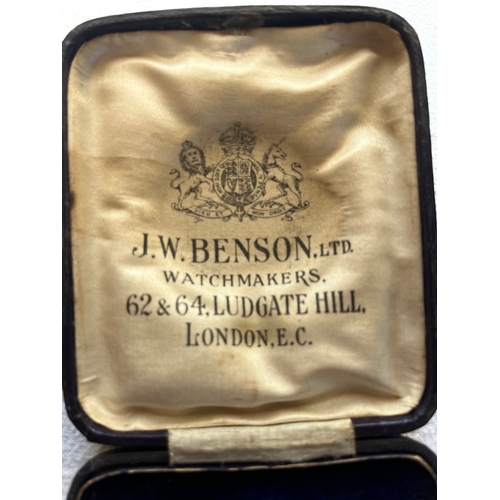 J.W. BENSON, LTD.
WATCHMAKERS,
62 & 64, LUDGATE HILL,
LONDON, E.C.